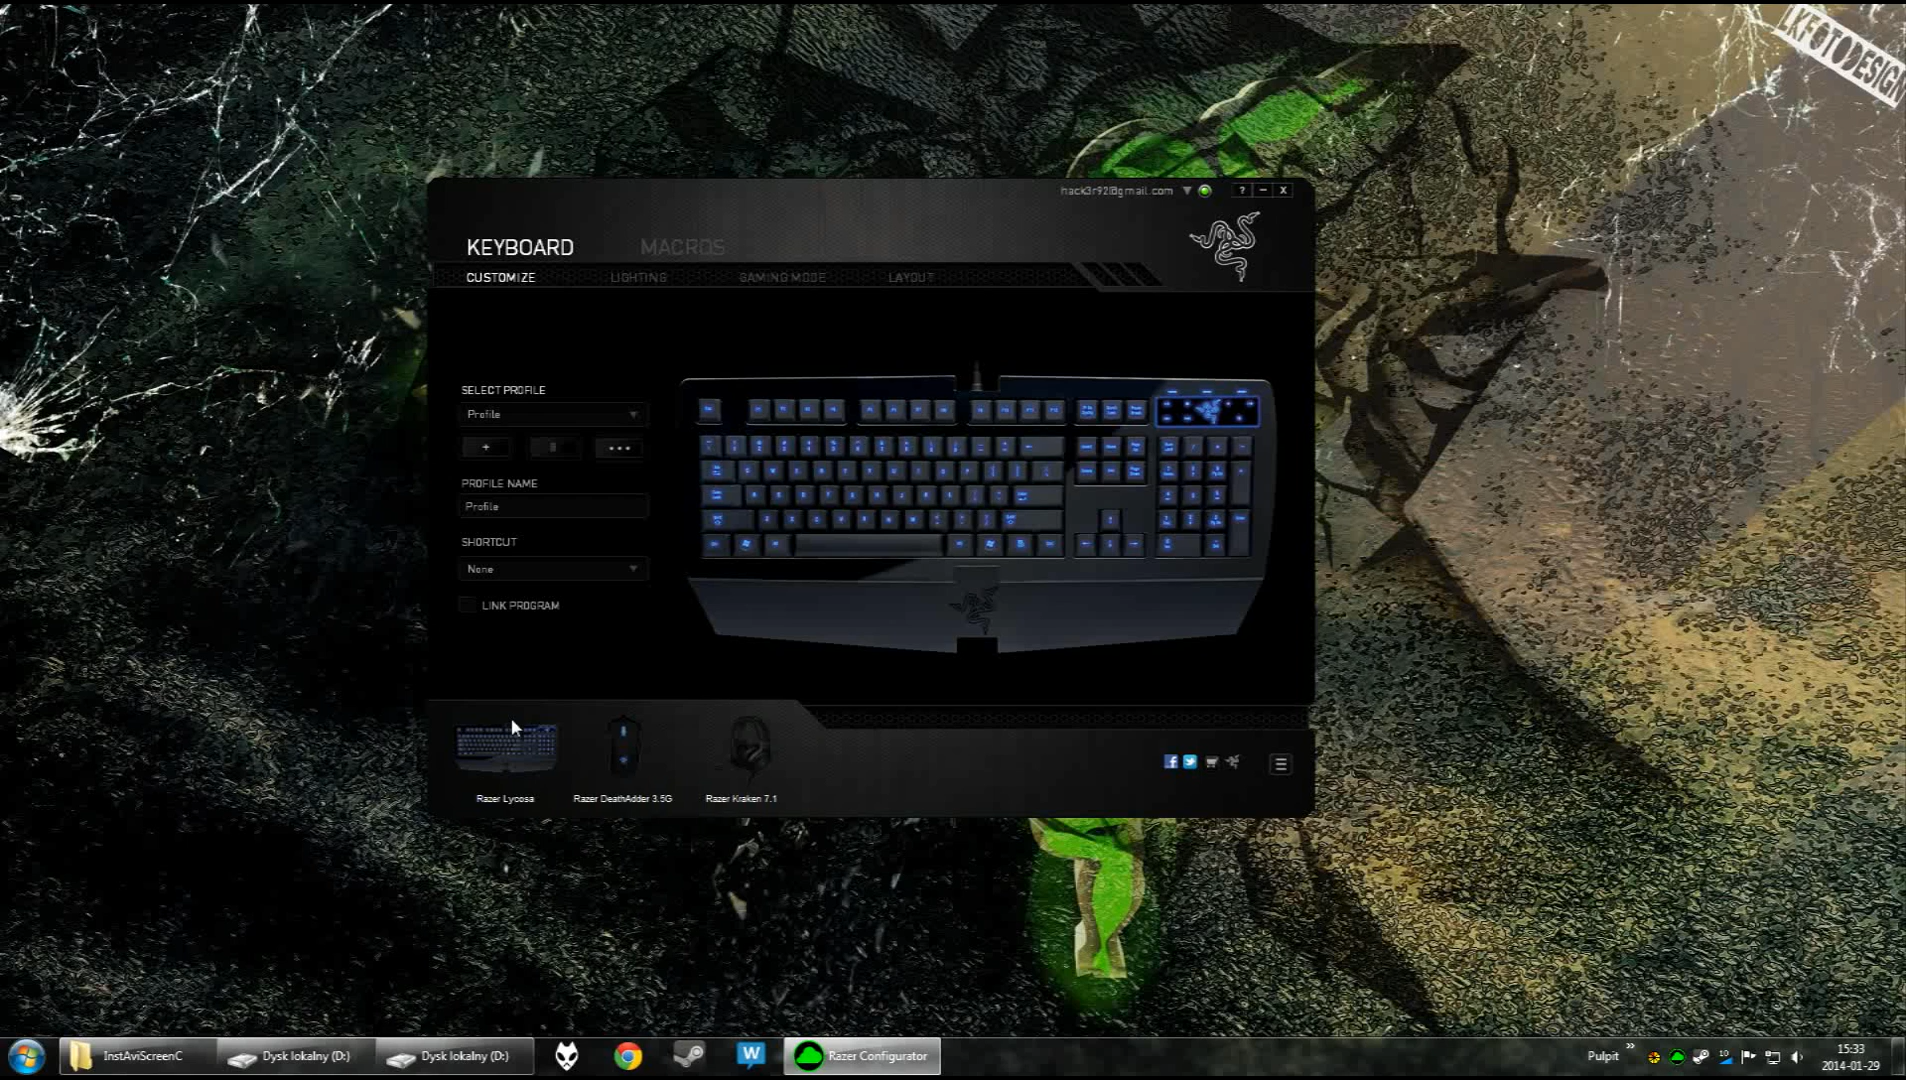 KFOTODESIGN
hack3r92@gmail.com
? – X
KEYBOARD MACROS
CUSTOMIZE LIGHTING GAMING MODE LAYOUT
SELECT PROFILE
Profile
+
PROFILE NAME
Profile
SHORTCUT
None
LINK PROGRAM
Razer Lycosa Razer DeathAdder 3.5G Razer Kraken 7.1
InstAviScreenC Dysk lokalny (D:) Dysk lokalny (D:) W Razer Configurator Pulpit » 10 15:33
2014-01-29